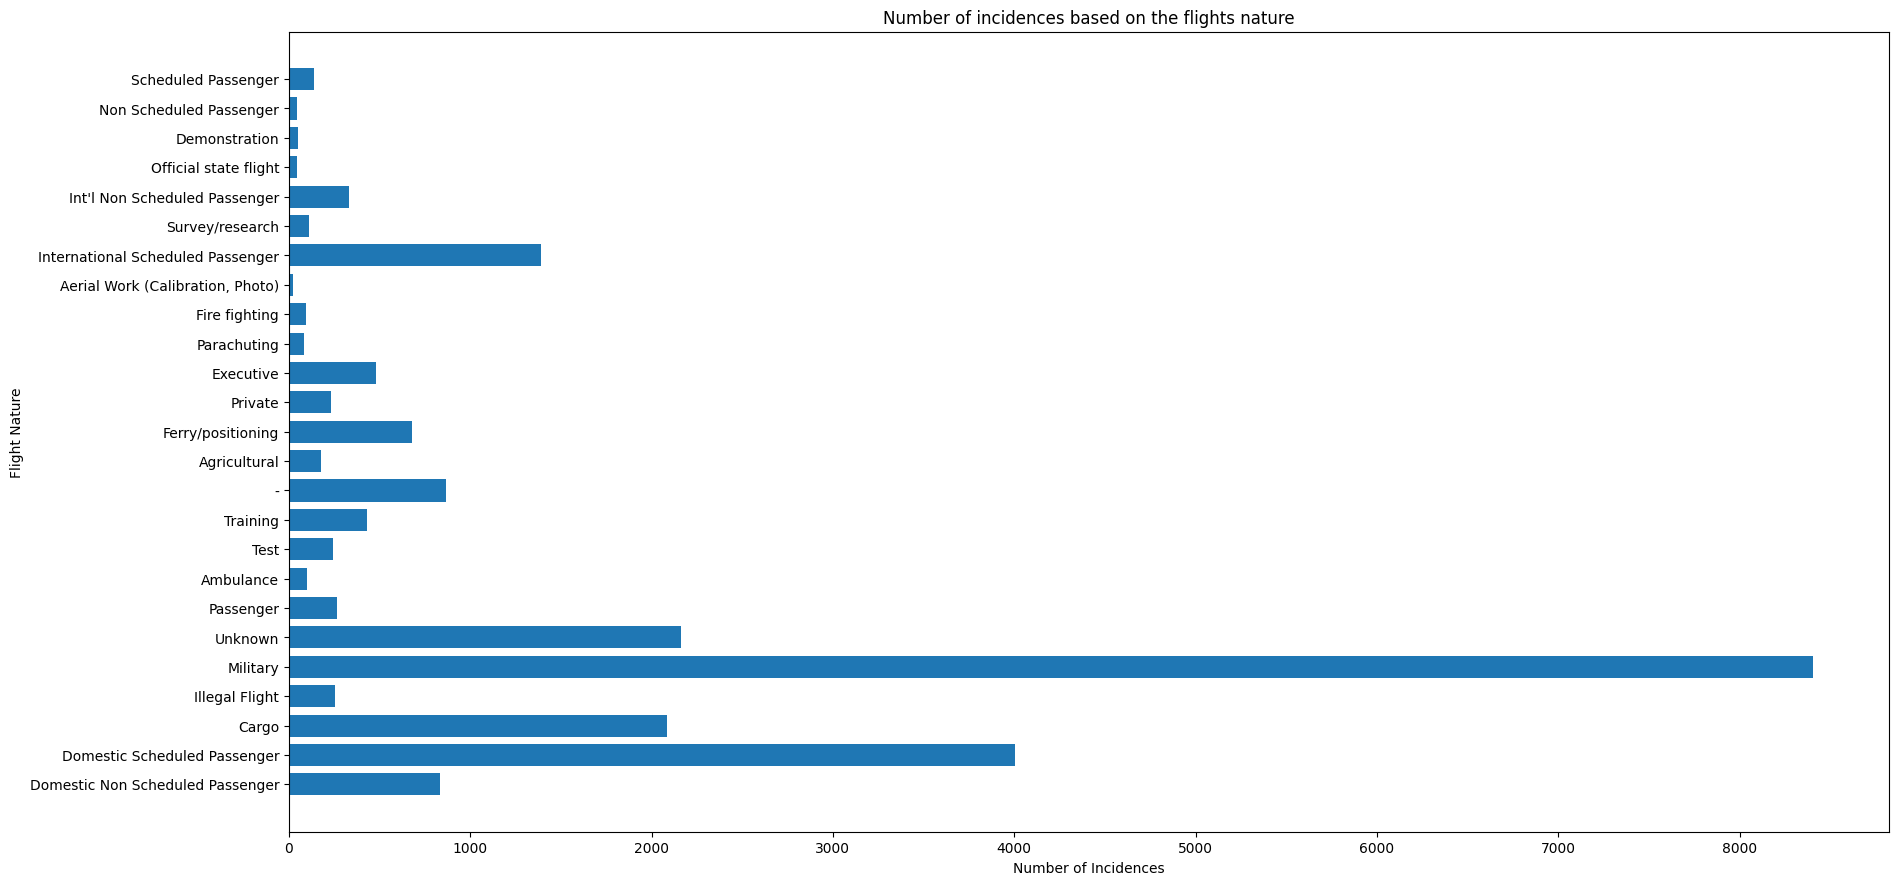 Number of incidences based on the flights nature
Scheduled Passenger
Non Scheduled Passenger
Demonstration
Official state flight
Int'l Non Scheduled Passenger
Survey/research
International Scheduled Passenger
Aerial Work (Calibration, Photo)
Fire fighting
Parachuting
Executive
Private
Ferry/positioning
Agricultural
-
Training
Test
Ambulance
Passenger
Unknown
Military
Illegal Flight
Cargo
Domestic Scheduled Passenger
Domestic Non Scheduled Passenger
Flight Nature
0 1000 2000 3000 4000 5000 6000 7000 8000
Number of Incidences